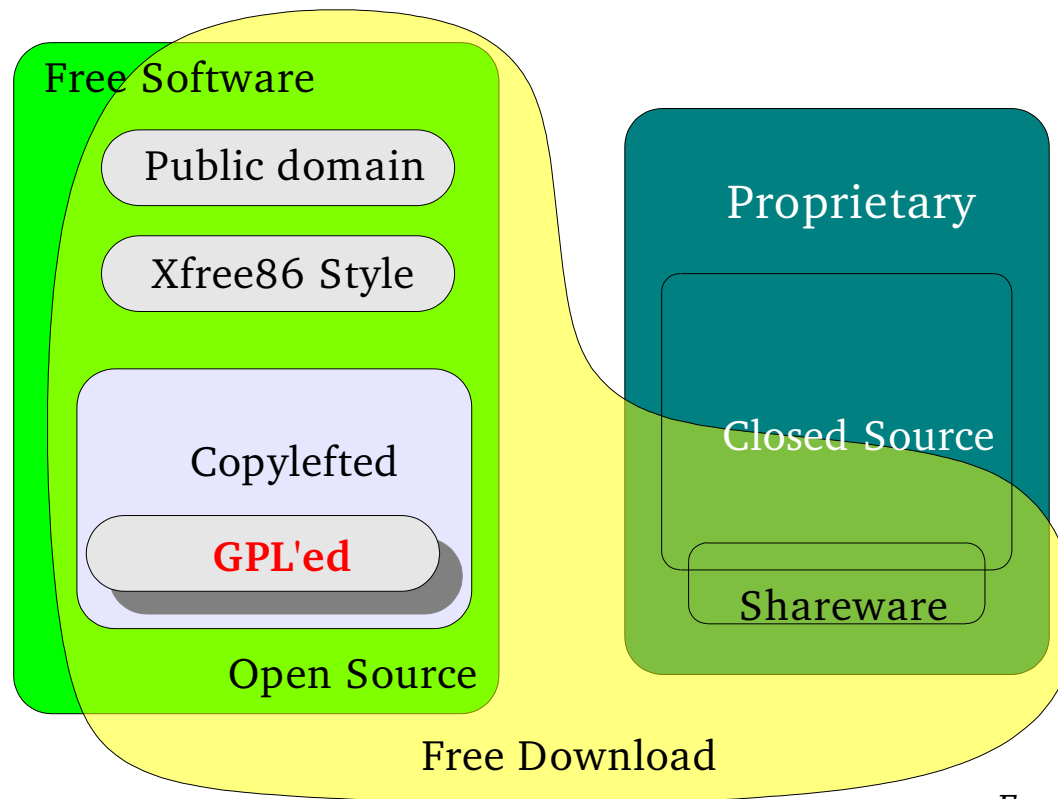 Free Software
Public domain
Xfree86 Style
Copylefted
GPL'ed
Open Source
Proprietary
Closed Source
Shareware
Free Download